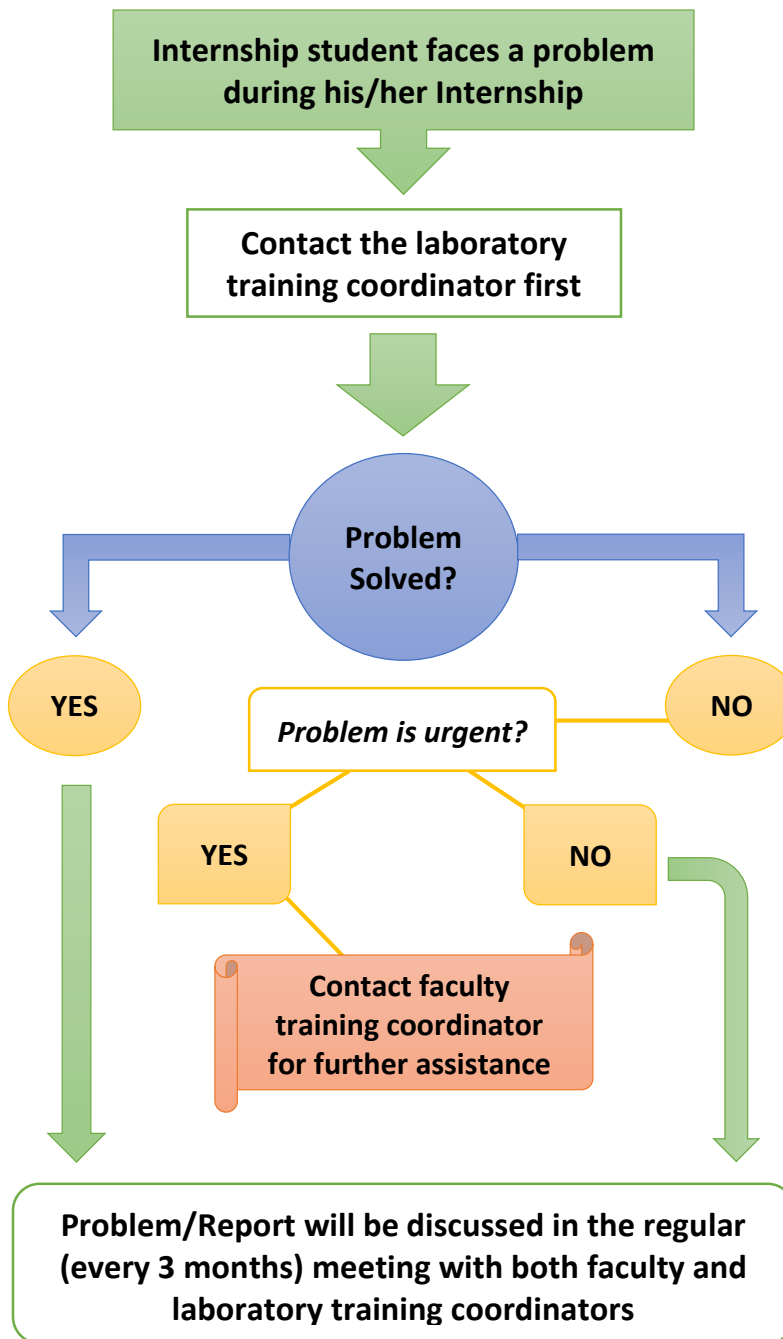 Internship student faces a problem
during his/her Internship
Contact the laboratory
training coordinator first
Problem
Solved?
YES
NO
Problem is urgent?
YES
NO
Contact faculty
training coordinator
for further assistance
Problem/Report will be discussed in the regular
(every 3 months) meeting with both faculty and
laboratory training coordinators